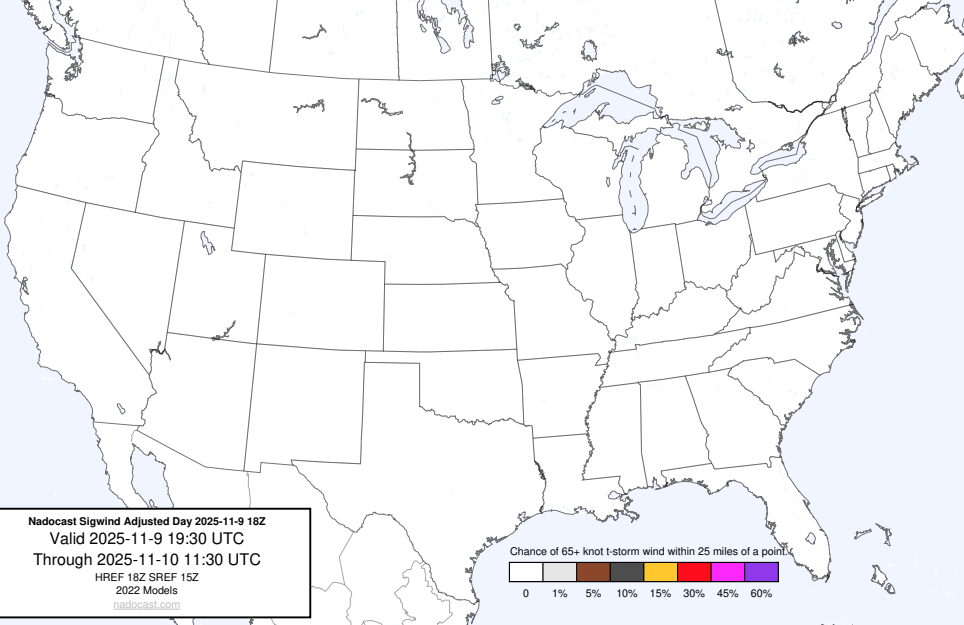 Nadocast Sigwind Adjusted Day 2025-11-9 18Z
Valid 2025-11-9 19:30 UTC
Through 2025-11-10 11:30 UTC
HREF 18Z SREF 15Z
2022 Models
nadocast.com
Chance of 65+ knot t-storm wind within 25 miles of a point.
0 1% 5% 10% 15% 30% 45% 60%